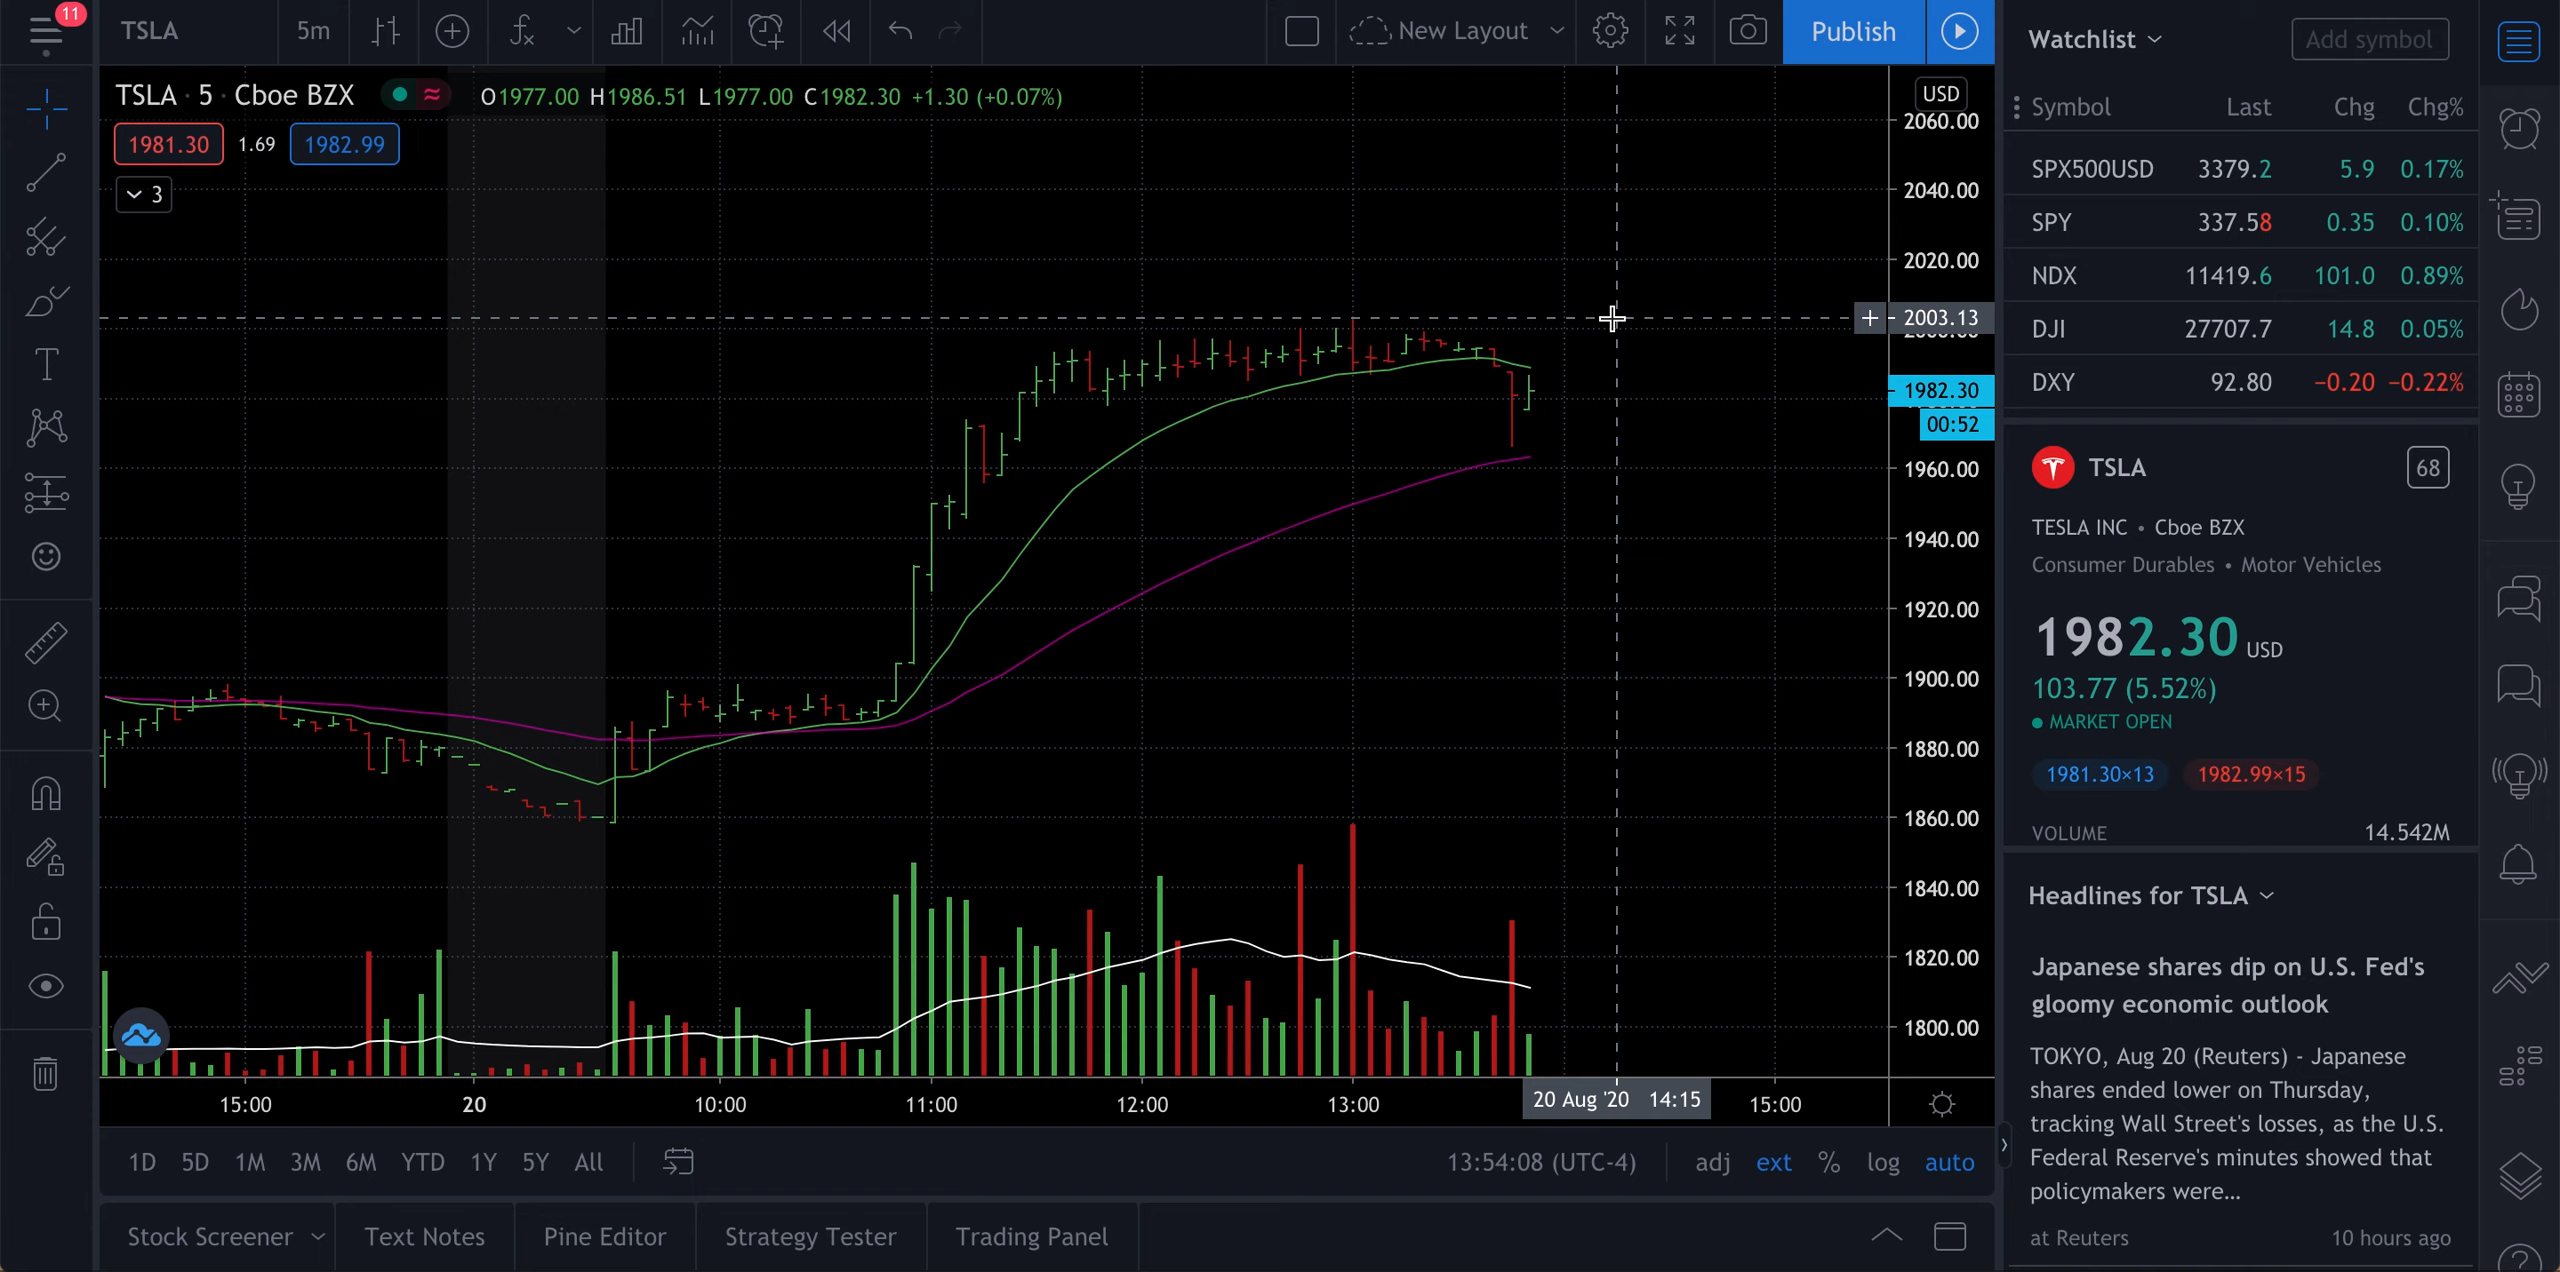 11
TSLA
5m
New Layout
Publish
TSLA · 5 · Cboe BZX
O1977.00 H1986.51 L1977.00 C1982.30 +1.30 (+0.07%)
1981.30 1.69 1982.99
3
USD
2060.00
2040.00
2020.00
2003.13
1982.30
00:52
1960.00
1940.00
1920.00
1900.00
1880.00
1860.00
1840.00
1820.00
1800.00
15:00 20 10:00 11:00 12:00 13:00 20 Aug '20 14:15 15:00
1D 5D 1M 3M 6M YTD 1Y 5Y All
13:54:08 (UTC-4) adj ext % log auto
Stock Screener Text Notes Pine Editor Strategy Tester Trading Panel
Watchlist
Add symbol
Symbol Last Chg Chg%
SPX500USD 3379.2 5.9 0.17%
SPY 337.58 0.35 0.10%
NDX 11419.6 101.0 0.89%
DJI 27707.7 14.8 0.05%
DXY 92.80 −0.20 −0.22%
TSLA 68
TESLA INC • Cboe BZX
Consumer Durables • Motor Vehicles
1982.30 USD
103.77 (5.52%)
MARKET OPEN
1981.30×13 1982.99×15
VOLUME 14.542M
Headlines for TSLA
Japanese shares dip on U.S. Fed's
gloomy economic outlook
TOKYO, Aug 20 (Reuters) - Japanese
shares ended lower on Thursday,
tracking Wall Street's losses, as the U.S.
Federal Reserve's minutes showed that
policymakers were...
at Reuters 10 hours ago